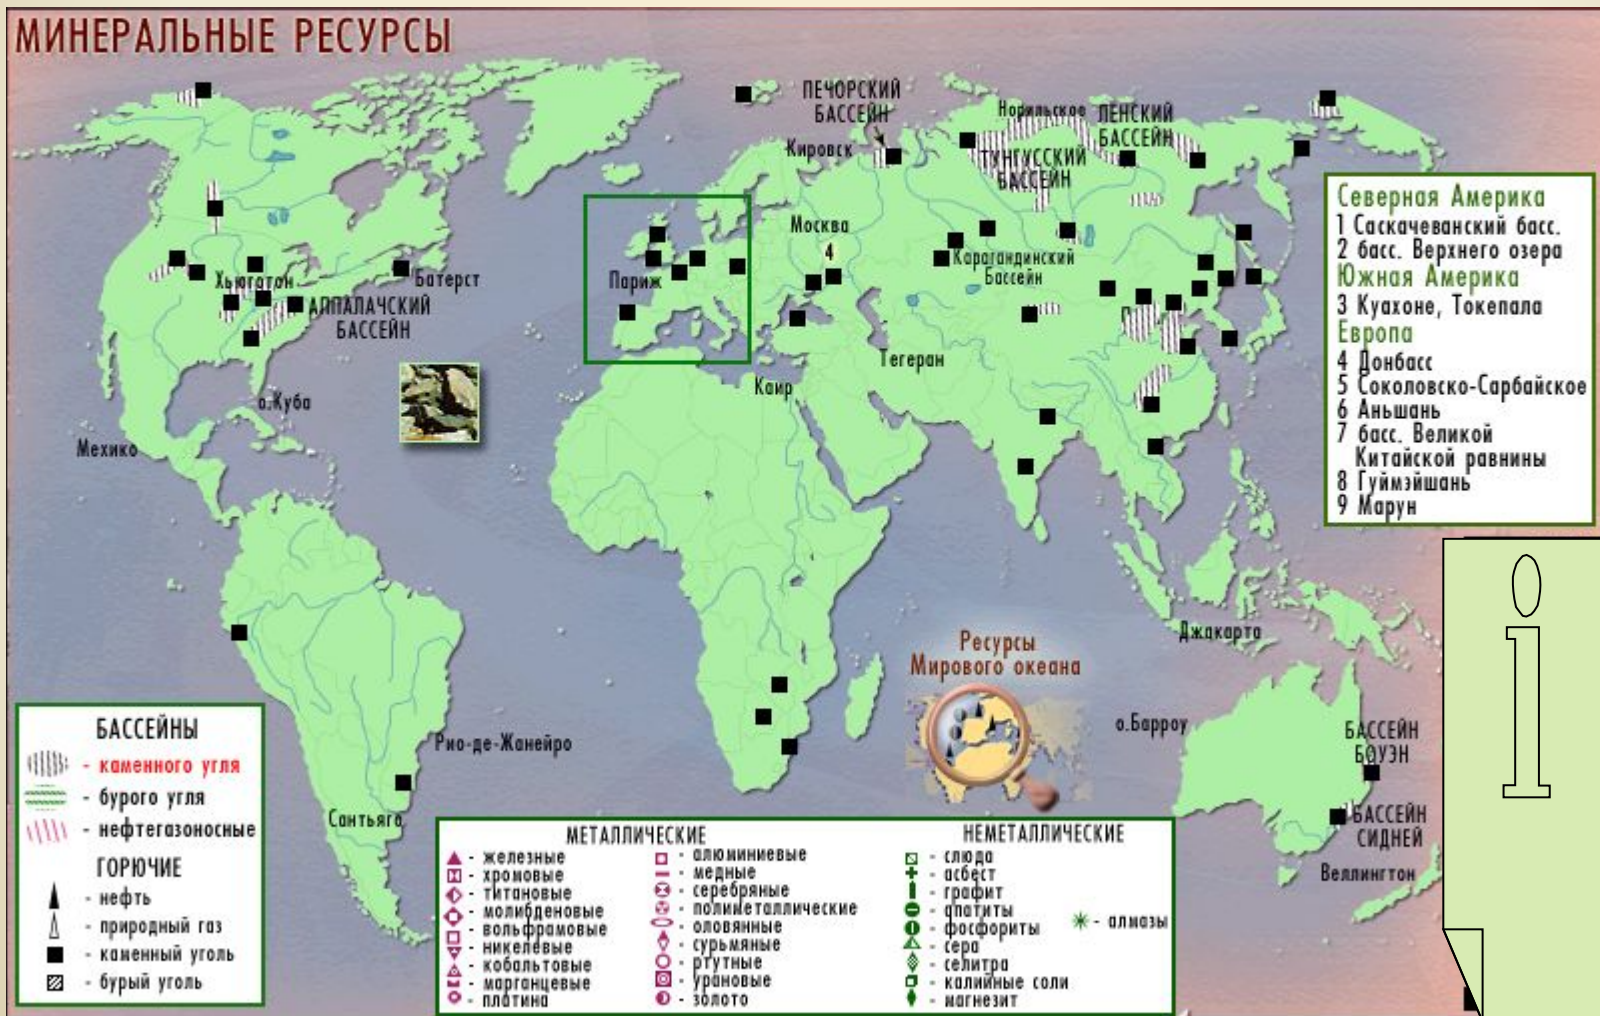 МИНЕРАЛЬНЫЕ РЕСУРСЫ
ПЕЧОРСКИЙ
БАССЕЙН
Норильское
ЛЕНСКИЙ
БАССЕЙН
Кировск
ТУНГУССКИЙ
БАССЕЙН
Москва
4
Карагандинский
Бассейн
Париж
Хьюготон
Батерст
АППАЛАЧСКИЙ
БАССЕЙН
Тегеран
Каир
о.Куба
Мехико
Джакарта
Рио-де-Жанейро
Сантьяго
о.Барроу
БАССЕЙН
БОУЭН
БАССЕЙН
СИДНЕЙ
Веллингтон
Ресурсы
Мирового океана
Северная Америка
1 Саскачеванский басс.
2 басс. Верхнего озера
Южная Америка
3 Куахоне, Токепала
Европа
4 Донбасс
5 Соколовско-Сарбайское
6 Аньшань
7 басс. Великой
Китайской равнины
8 Гуймэйшань
9 Марун
i
БАССЕЙНЫ
- каменного угля
- бурого угля
- нефтегазоносные
ГОРЮЧИЕ
- нефть
- природный газ
- каменный уголь
- бурый уголь
МЕТАЛЛИЧЕСКИЕ
- железные
- хромовые
- титановые
- молибденовые
- вольфрамовые
- никелевые
- кобальтовые
- марганцевые
- платина
- алюминиевые
- медные
- серебряные
- полиметаллические
- оловянные
- сурьмяные
- ртутные
- урановые
- золото
НЕМЕТАЛЛИЧЕСКИЕ
- слюда
- асбест
- графит
- апатиты
- фосфориты
- сера
- селитра
- калийные соли
- магнезит
- алмазы